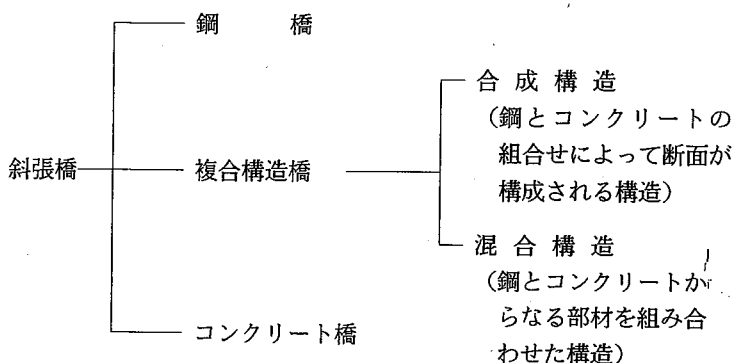 鋼　橋
合成構造
（鋼とコンクリートの
組合せによって断面が
構成される構造）
斜張橋
複合構造橋
混合構造
（鋼とコンクリートか
らなる部材を組み合
わせた構造）
コンクリート橋